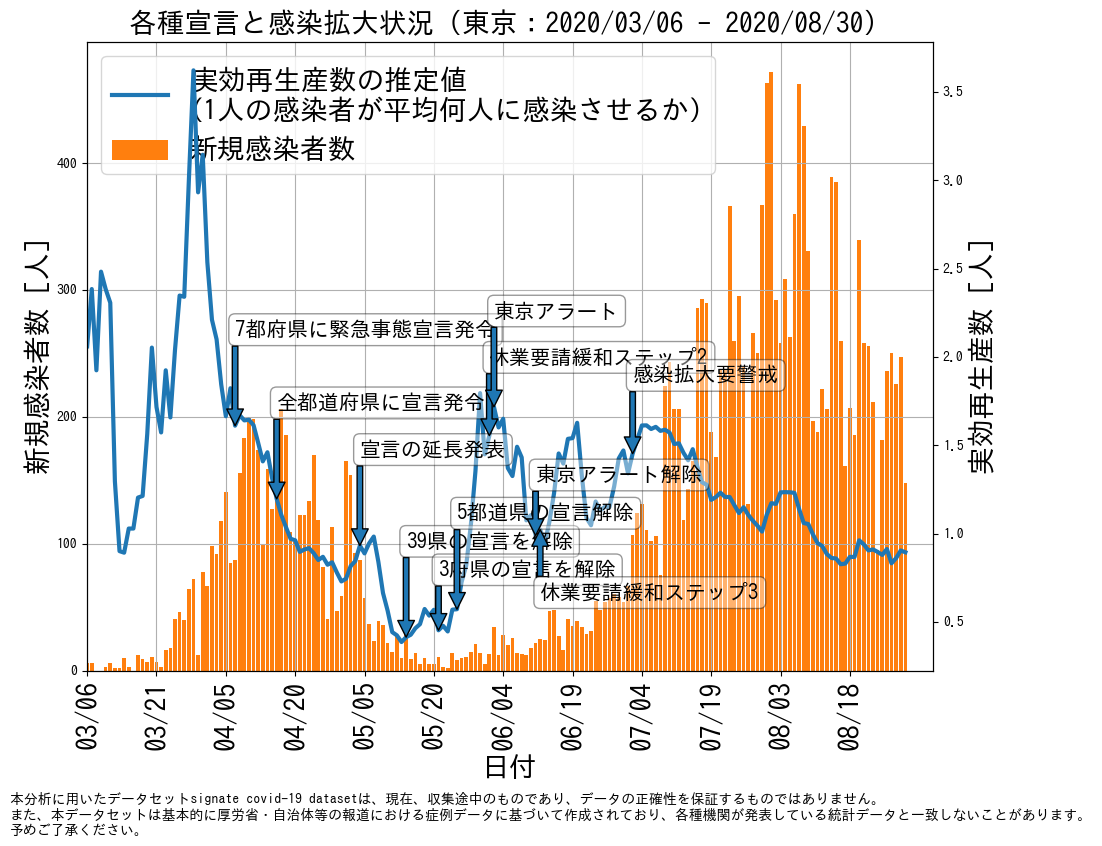 各種宣言と感染拡大状況（東京：2020/03/06 - 2020/08/30）
実効再生産数の推定値
（1人の感染者が平均何人に感染させるか）
新規感染者数
新規感染者数 [人]
400
300
200
100
0
3.5
3.0
2.5
2.0
1.5
1.0
0.5
実効再生産数 [人]
東京アラート
7都府県に緊急事態宣言発令
休業要請緩和ステップ2
感染拡大要警戒
全都道府県に宣言発令
宣言の延長発表
東京アラート解除
5都道県の宣言解除
39県の宣言を解除
3府県の宣言を解除
休業要請緩和ステップ3
03/06
03/21
04/05
04/20
05/05
05/20
06/04
06/19
07/04
07/19
08/03
08/18
日付
本分析に用いたデータセットsignate covid-19 datasetは、現在、収集途中のものであり、データの正確性を保証するものではありません。
また、本データセットは基本的に厚労省・自治体等の報道における症例データに基づいて作成されており、各種機関が発表している統計データと一致しないことがあります。
予めご了承ください。